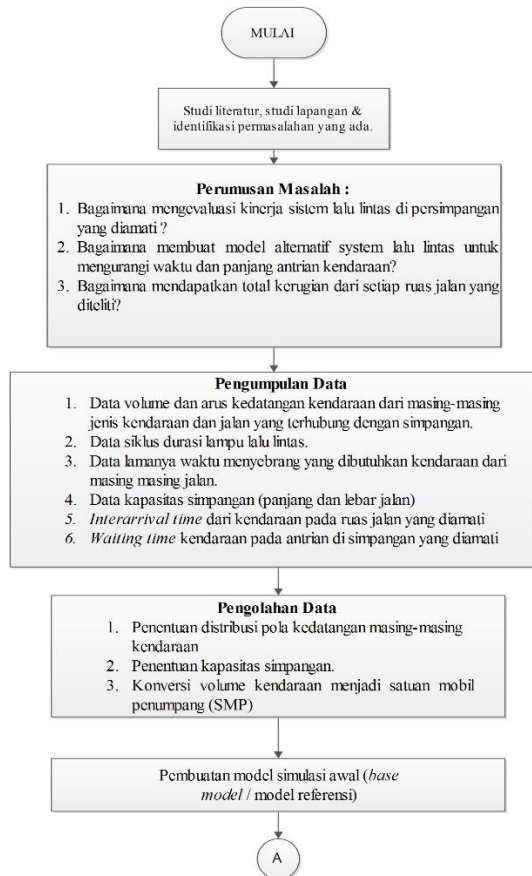 MULAI
Studi literatur, studi lapangan &
identifikasi permasalahan yang ada.
Perumusan Masalah :
1. Bagaimana mengevaluasi kinerja sistem lalu lintas di persimpangan
yang diamati ?
2. Bagaimana membuat model alternatif system lalu lintas untuk
mengurangi waktu dan panjang antrian kendaraan?
3. Bagaimana mendapatkan total kerugian dari setiap ruas jalan yang
diteliti?
Pengumpulan Data
1. Data volume dan arus kedatangan kendaraan dari masing-masing
jenis kendaraan dan jalan yang terhubung dengan simpangan.
2. Data siklus durasi lampu lalu lintas.
3. Data lamanya waktu menyebrang yang dibutuhkan kendaraan dari
masing masing jalan.
4. Data kapasitas simpangan (panjang dan lebar jalan)
5. Interarrival time dari kendaraan pada ruas jalan yang diamati
6. Waiting time kendaraan pada antrian di simpangan yang diamati
Pengolahan Data
1. Penentuan distribusi pola kedatangan masing-masing
kendaraan
2. Penentuan kapasitas simpangan.
3. Konversi volume kendaraan menjadi satuan mobil
penumpang (SMP)
Pembuatan model simulasi awal (base
model / model referensi)
A